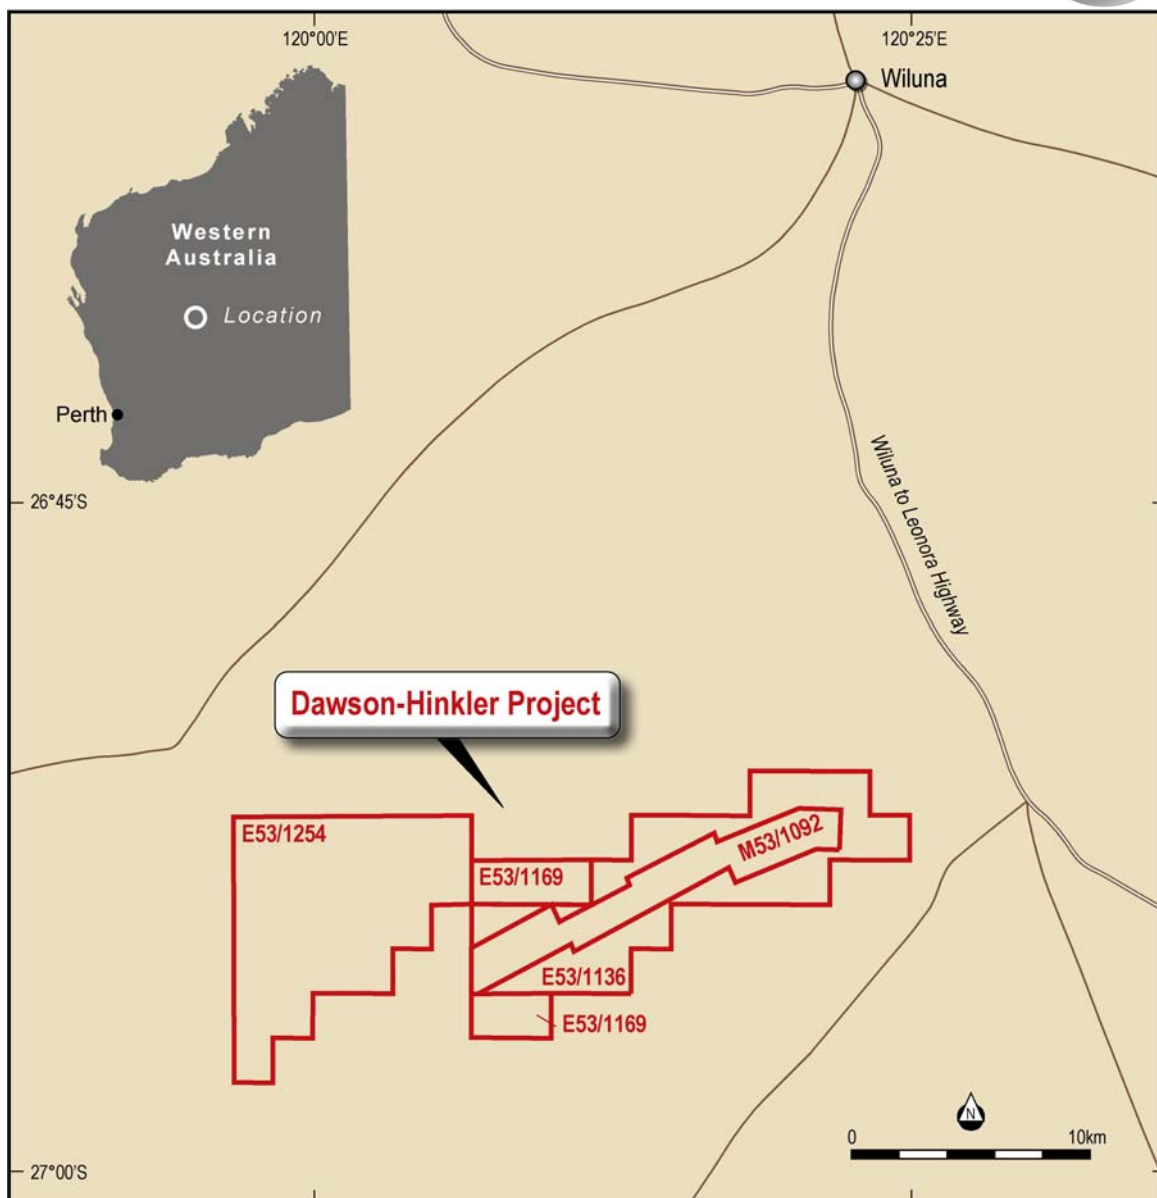 120°00'E
120°25'E
Wiluna
Western
Australia
Location
Perth
26°45'S
Wiluna to Leonora Highway
Dawson-Hinkler Project
E53/1254
M53/1092
E53/1169
E53/1136
E53/1169
N
0
10km
27°00'S